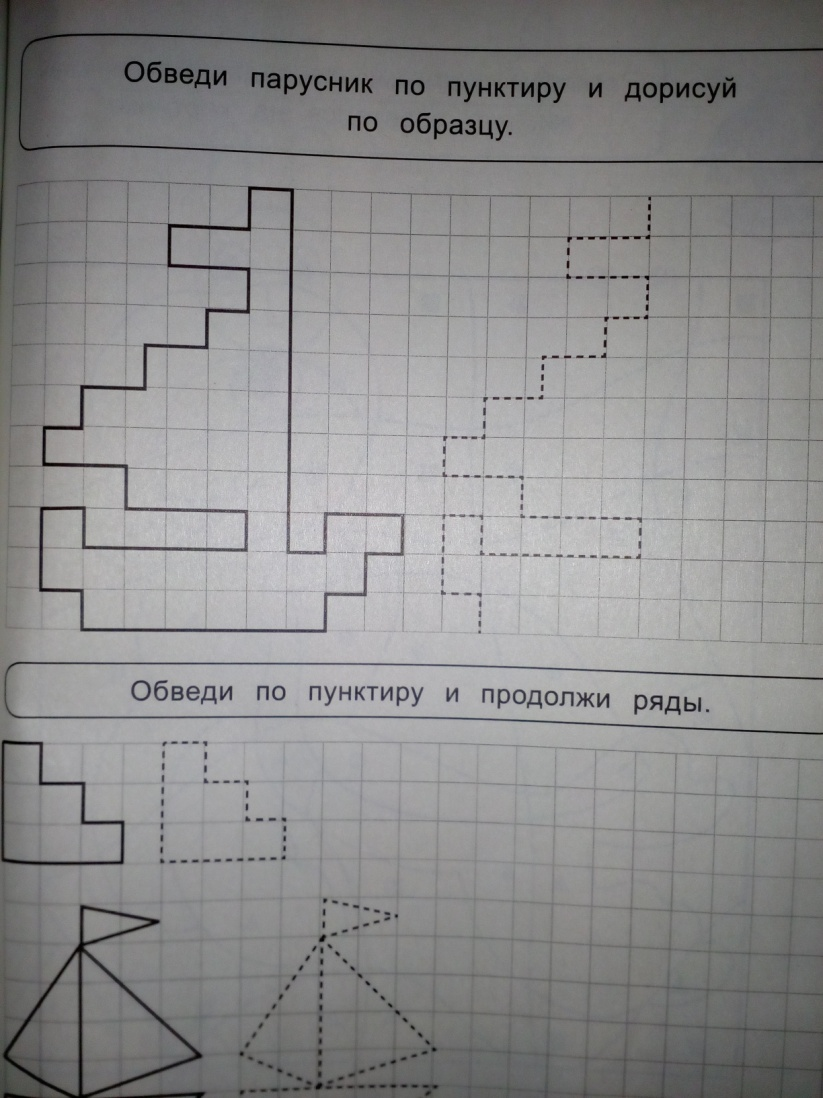 Обведи парусник по пунктиру и дорисуй
по образцу.
Обведи по пунктиру и продолжи ряды.